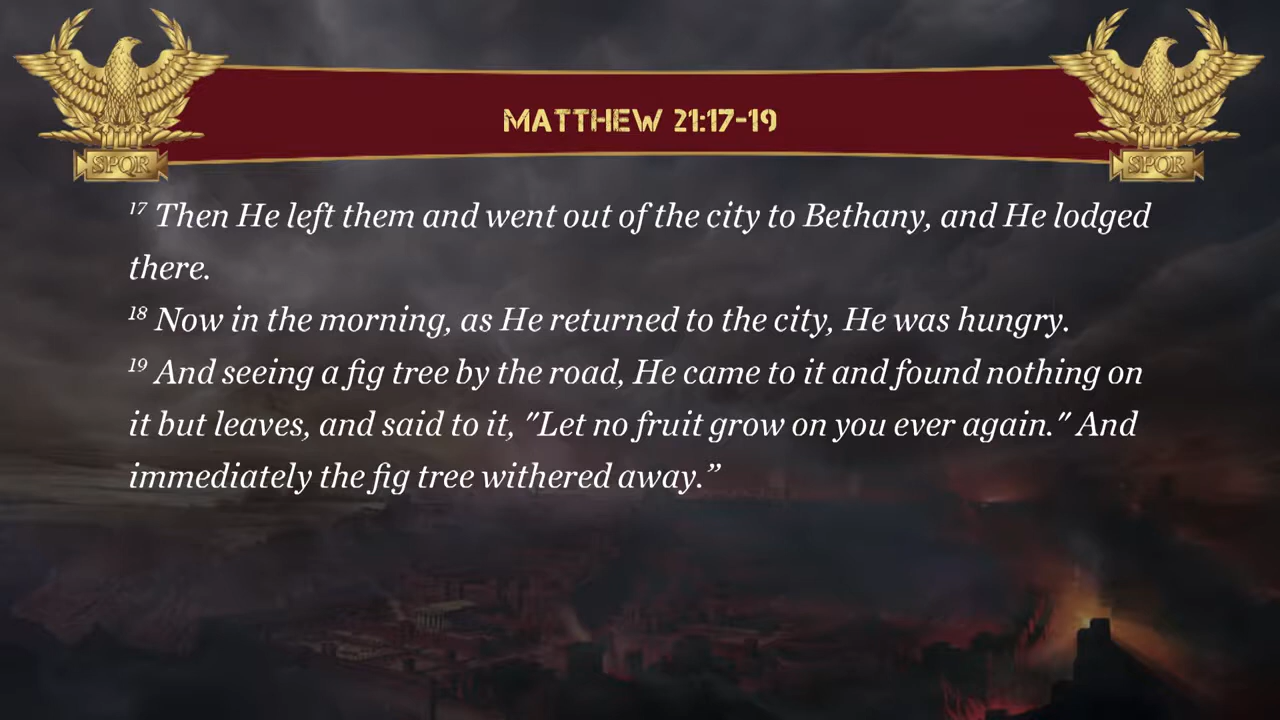 MATTHEW 21:17-19
SPQR
SPQR
17 Then He left them and went out of the city to Bethany, and He lodged
there.
18 Now in the morning, as He returned to the city, He was hungry.
19 And seeing a fig tree by the road, He came to it and found nothing on
it but leaves, and said to it, "Let no fruit grow on you ever again." And
immediately the fig tree withered away.”